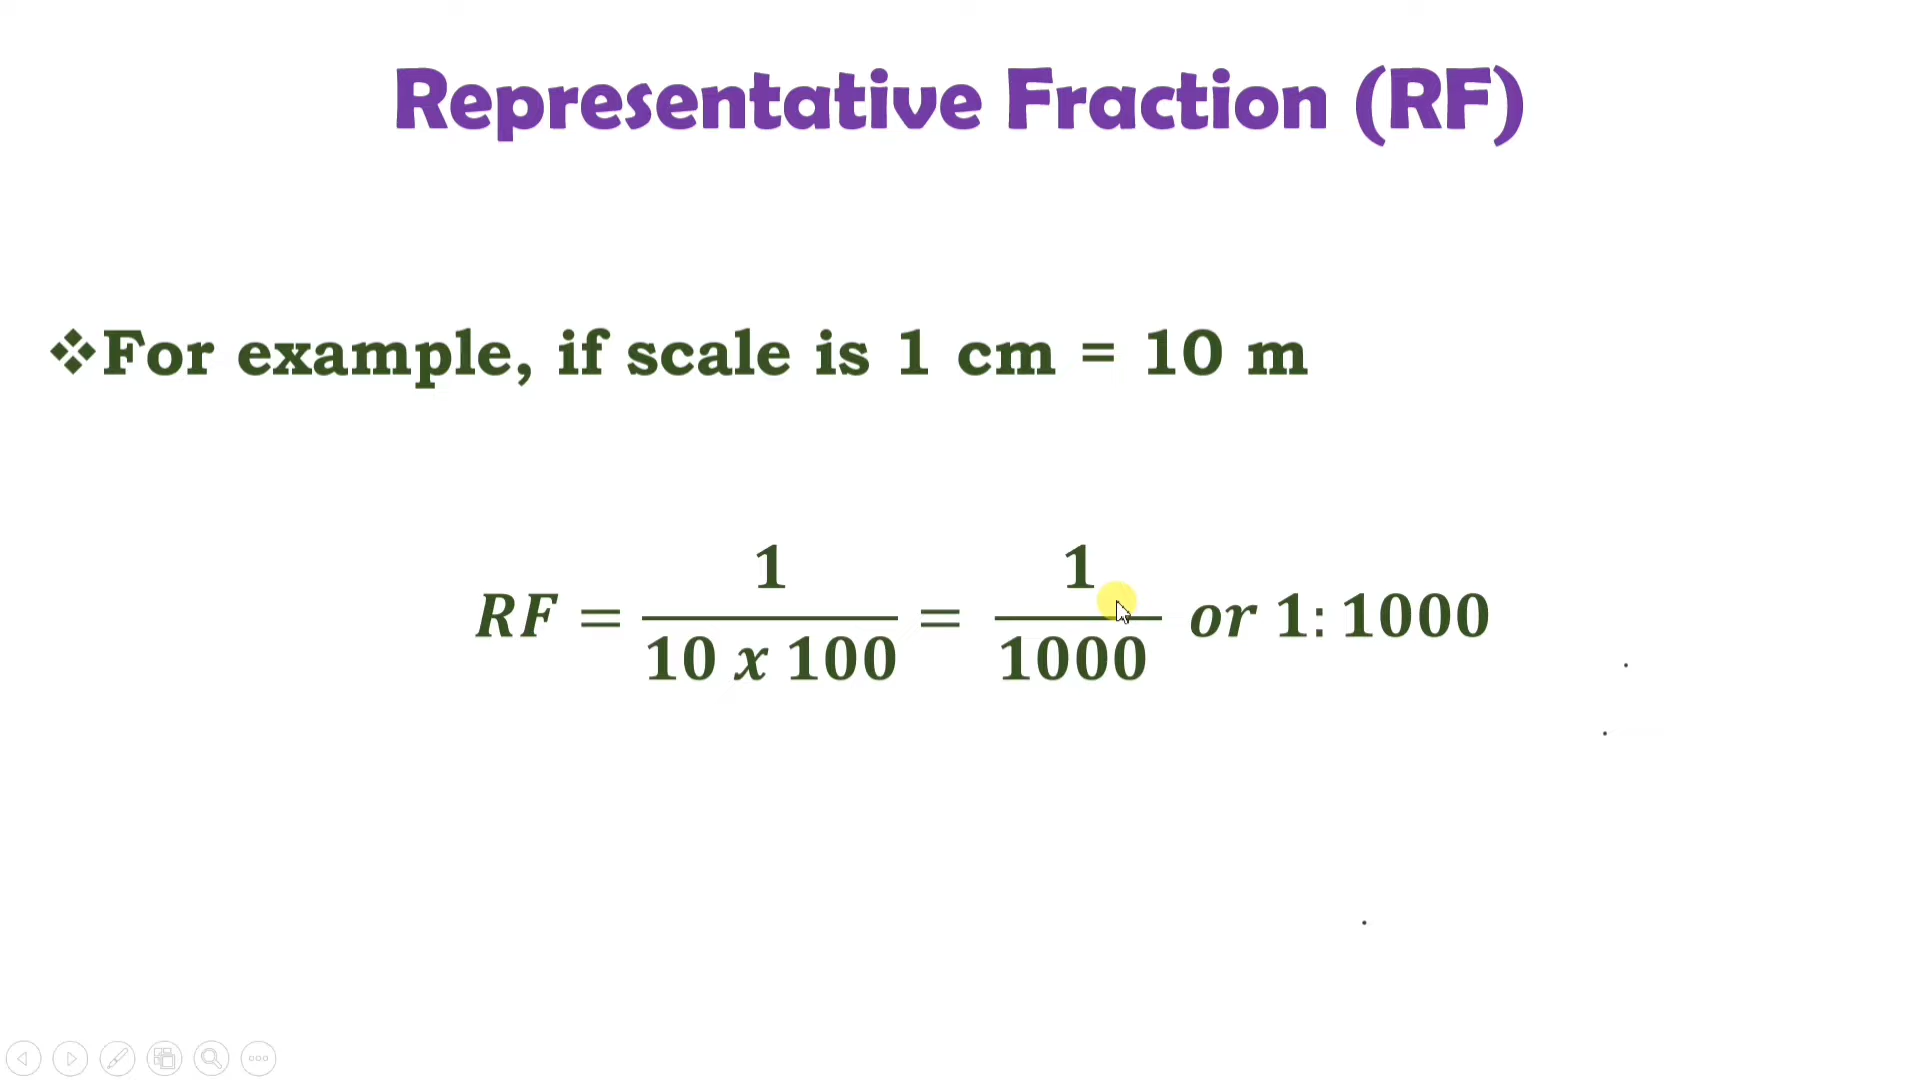 Representative Fraction (RF)
❖For example, if scale is 1 cm = 10 m
RF = 1/(10 x 100) = 1/1000 or 1: 1000